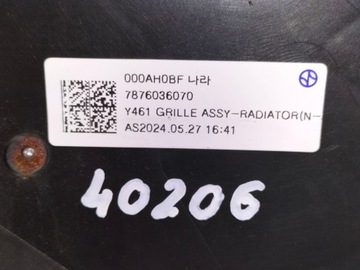 000AH0BF 나라
7876036070
Y461 GRILLE ASSY-RADIATOR(N-
AS2024.05.27 16:41
40206